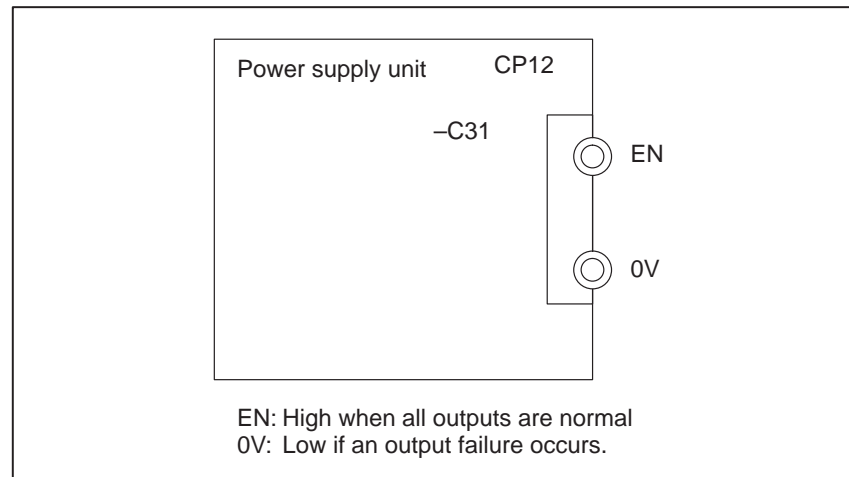 Power supply unit CP12
–C31
EN
0V
EN: High when all outputs are normal
0V: Low if an output failure occurs.